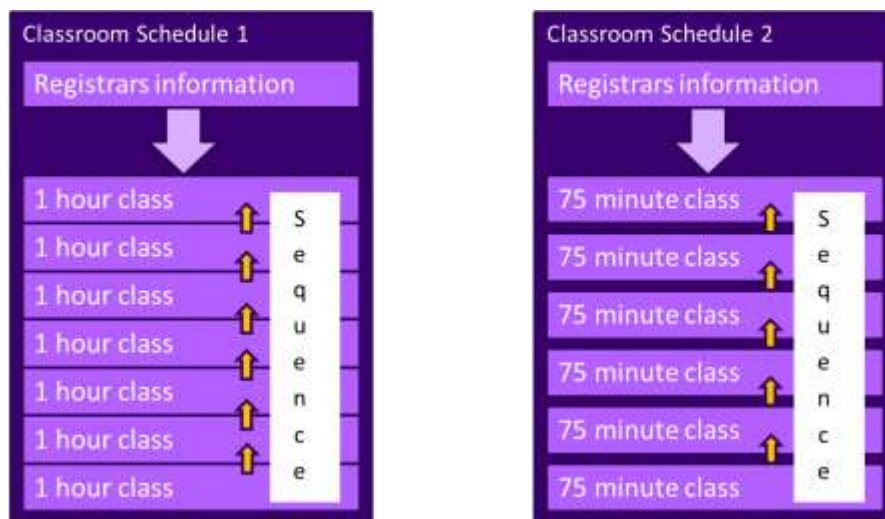 Classroom Schedule 1
Registrars information
1 hour class
1 hour class
1 hour class
1 hour class
1 hour class
1 hour class
1 hour class
Sequence
Classroom Schedule 2
Registrars information
75 minute class
75 minute class
75 minute class
75 minute class
75 minute class
75 minute class
Sequence